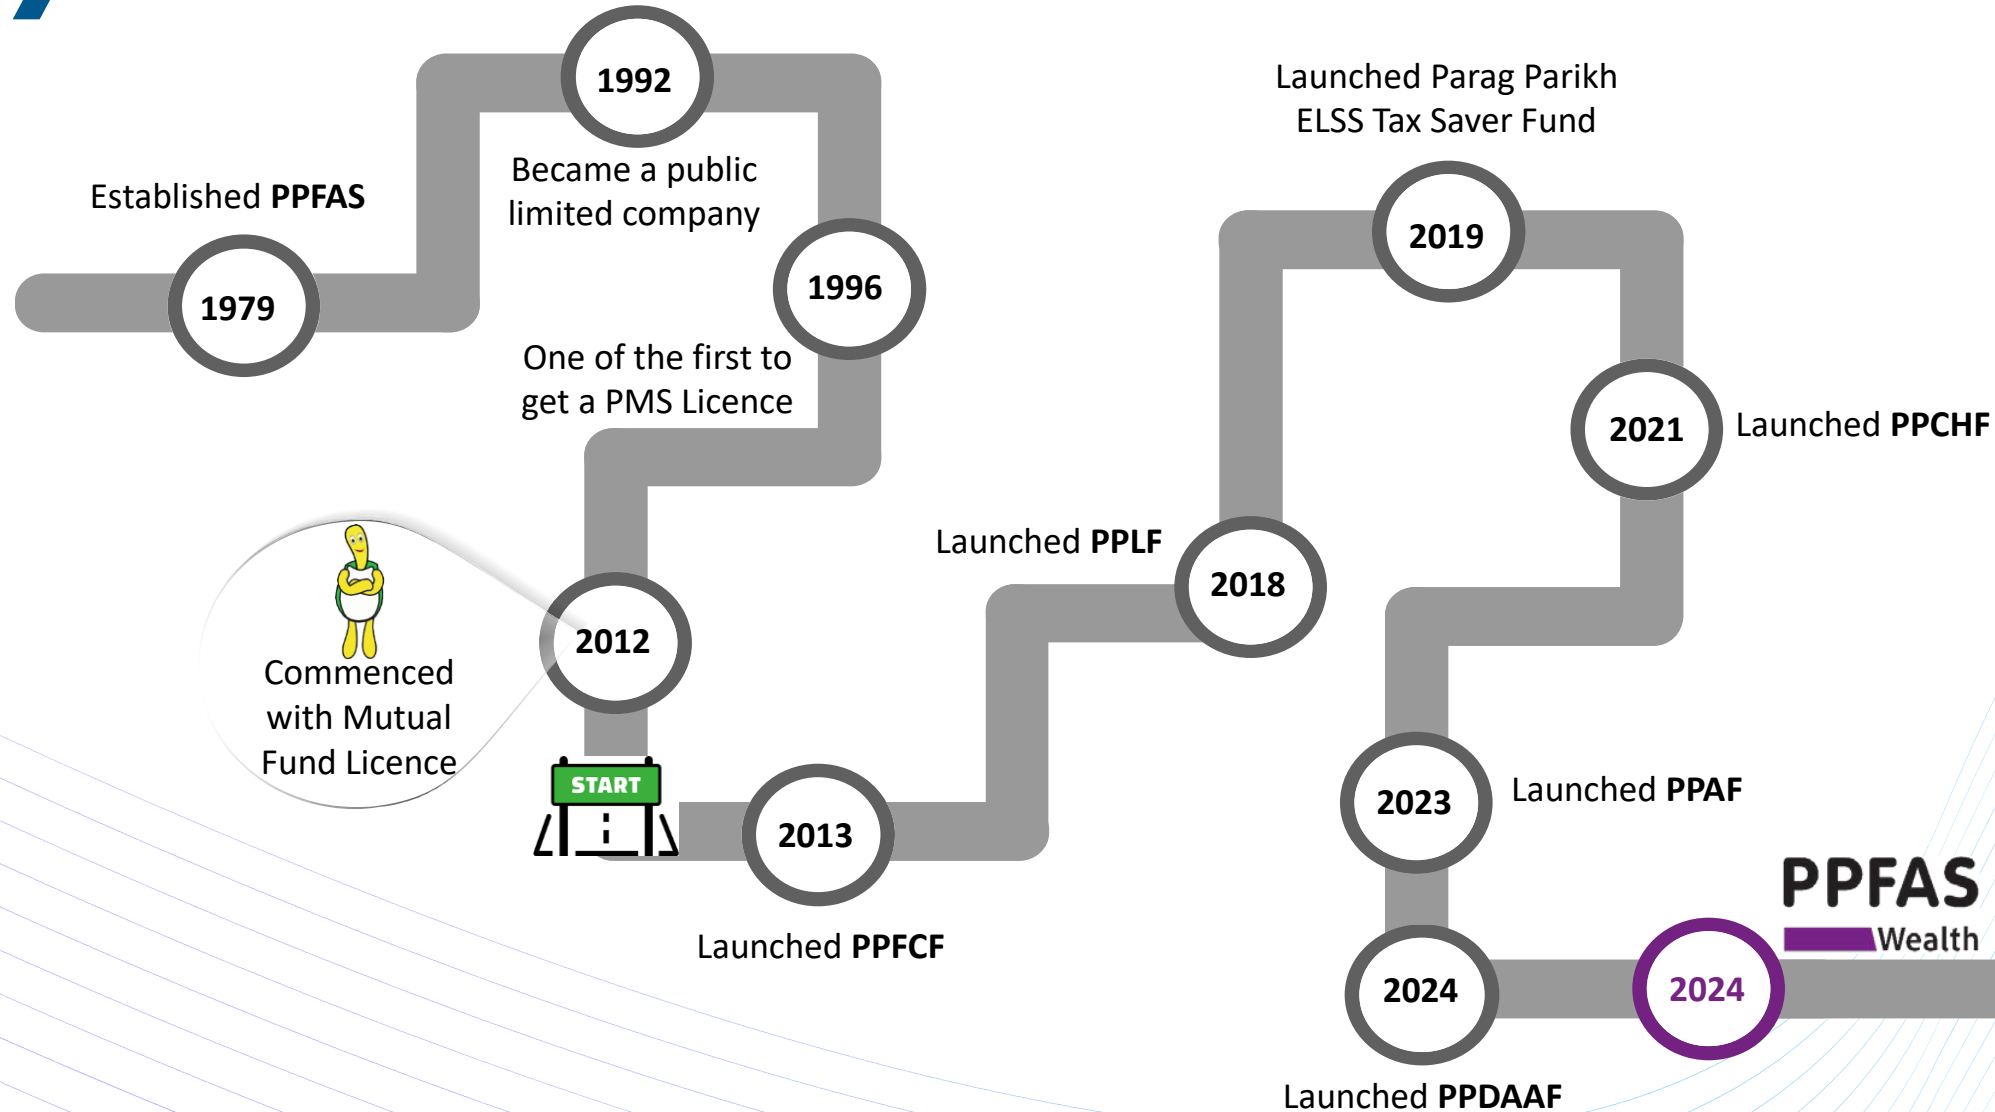 Established PPFAS
1979
1992
Became a public
limited company
1996
One of the first to
get a PMS Licence
2012
Commenced
with Mutual
Fund Licence
START
2013
Launched PPFCF
Launched PPLF
2018
Launched Parag Parikh
ELSS Tax Saver Fund
2019
2021
Launched PPCHF
2023
Launched PPAF
2024
Launched PPDAAF
2024
PPFAS
Wealth